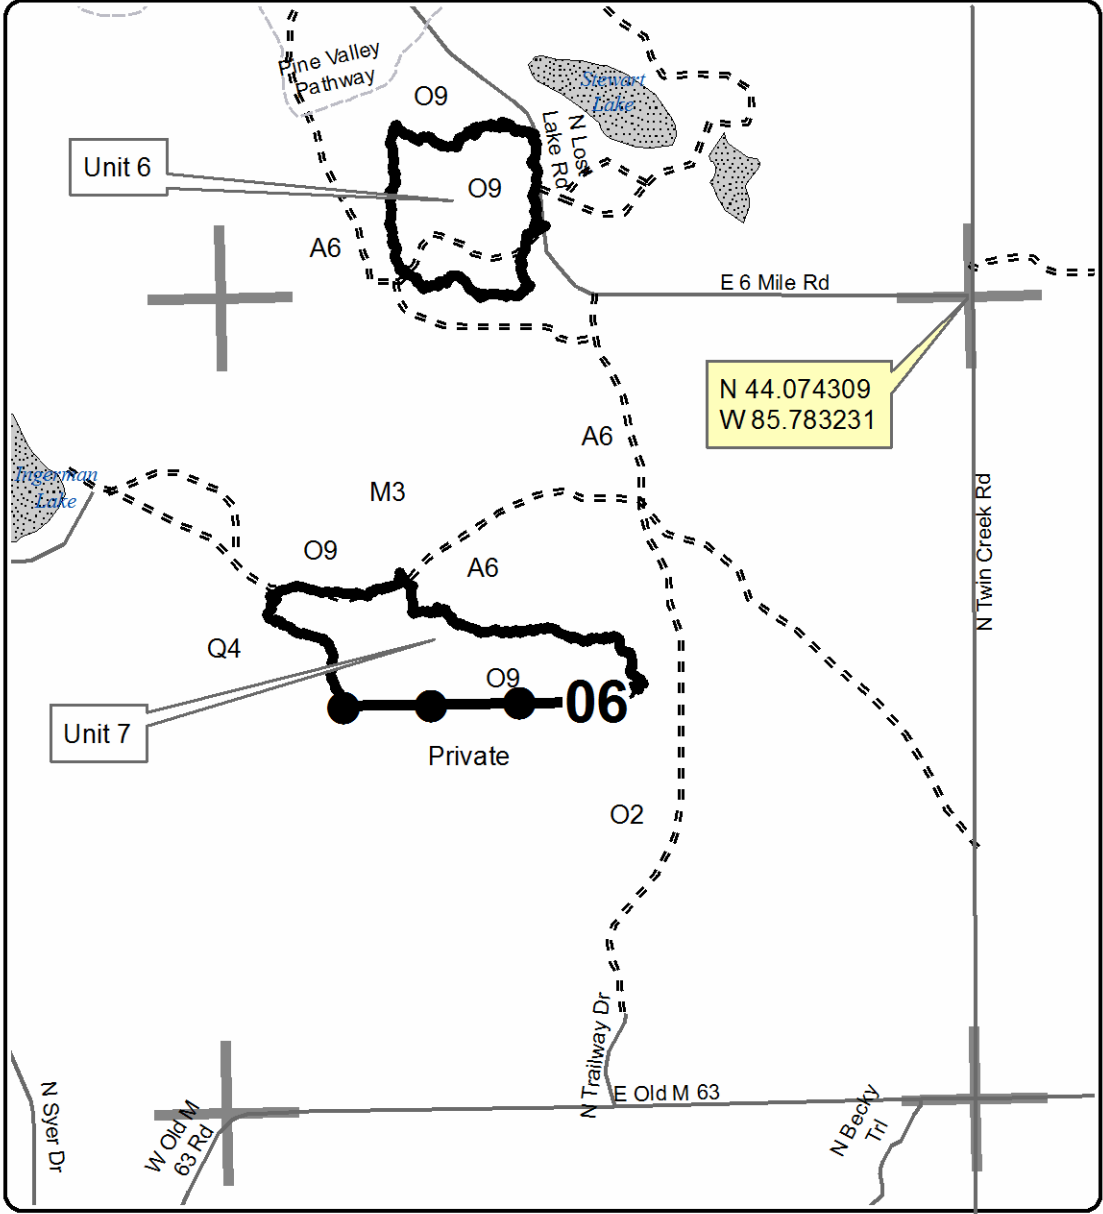 Pine Valley
Pathway
O9
Stewart
Lake
N Lost
Lake Rd
Unit 6
O9
A6
E 6 Mile Rd
N 44.074309
W 85.783231
A6
Ingerman
Lake
M3
N Twin Creek Rd
O9
A6
Q4
O9
06
Unit 7
Private
O2
N Trailway Dr
E Old M 63
N Syer Dr
W Old M
63 Rd
N Becky
Trl